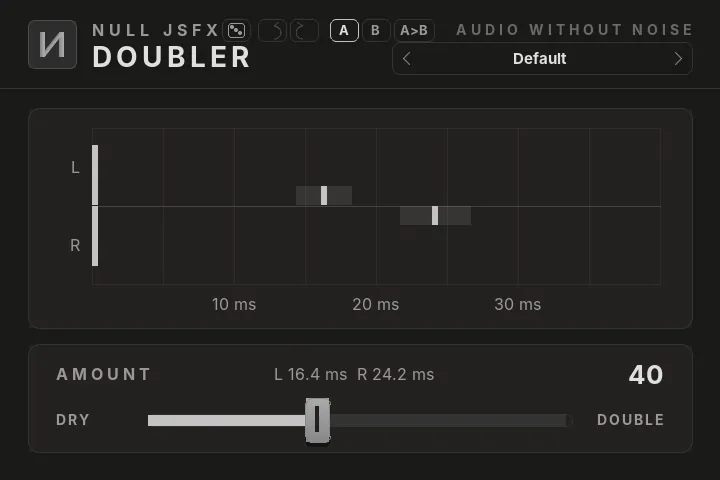 NULL JSFX
DOUBLER
A B A>B
AUDIO WITHOUT NOISE
Default
L
R
10 ms 20 ms 30 ms
AMOUNT L 16.4 ms R 24.2 ms 40
DRY DOUBLE